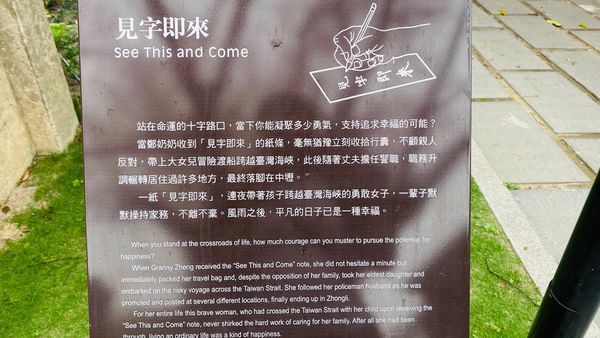 見字即來
See This and Come
見字即來
站在命運的十字路口，當下你能凝聚多少勇氣，支持追求幸福的可能？
當鄭奶奶收到「見字即來」的紙條，毫無猶豫立刻收拾行囊，不顧親人
反對，帶上大女兒冒險渡船跨越臺灣海峽，此後隨著丈夫擔任警職，職務升
調輾轉居住過許多地方，最終落腳在中壢。
一紙「見字即來」，連夜帶著孩子跨越臺灣海峽的勇敢女子，一輩子默
默操持家務，不離不棄。風雨之後，平凡的日子已是一種幸福。
When you stand at the crossroads of life, how much courage can you muster to pursue the potential for
happiness?
When Granny Zheng received the "See This and Come" note, she did not hesitate a minute but
immediately packed her travel bag and, despite the opposition of her family, took her eldest daughter and
embarked on the risky voyage across the Taiwan Strait. She followed her policeman husband as he was
promoted and posted at several different locations, finally ending up in Zhongli.
For her entire life this brave woman, who had crossed the Taiwan Strait with her child upon receiving the
"See This and Come" note, never shirked the hard work of caring for her family. After all she had been
through, living an ordinary life was a kind of happiness.